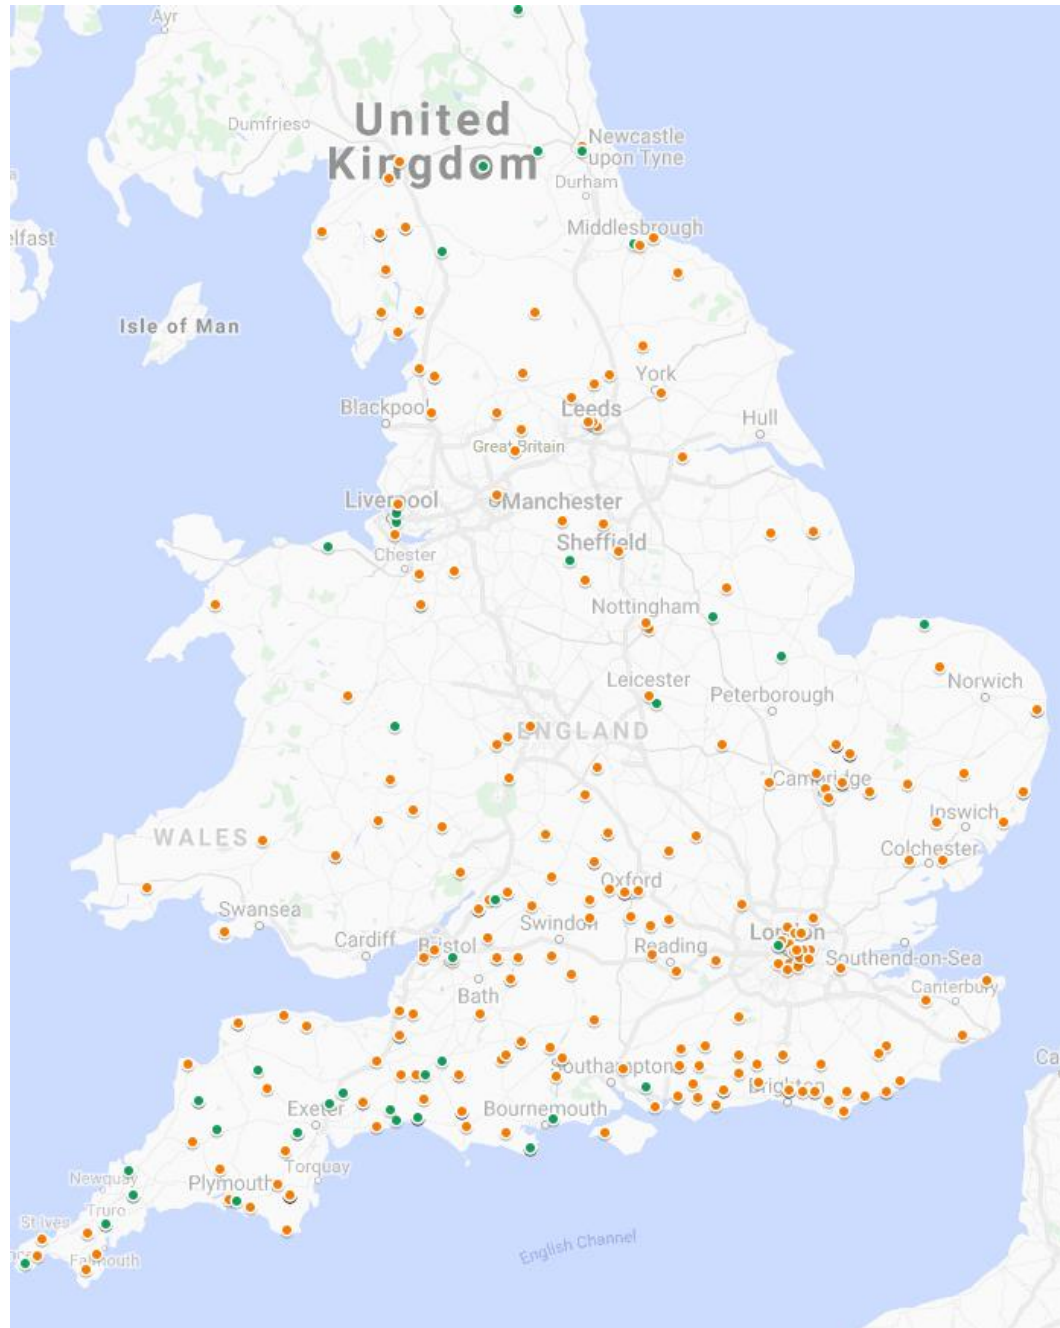 Ayr
United
Kingdom
Dumfries
Newcastle
upon Tyne
Durham
elfast
Middlesbrough
Isle of Man
York
Blackpool
Leeds
Hull
Great Britain
Liverpool
Manchester
Sheffield
Chester
Nottingham
Leicester
Peterborough
Norwich
ENGLAND
Cambridge
Ipswich
WALES
Colchester
Oxford
Swansea
Swindon
London
Cardiff
Bristol
Reading
Southend-on-Sea
Bath
Canterbury
Ca
Southampton
Brighton
Exeter
Bournemouth
Torquay
Newquay
Plymouth
Truro
St Ives
Falmouth
English Channel